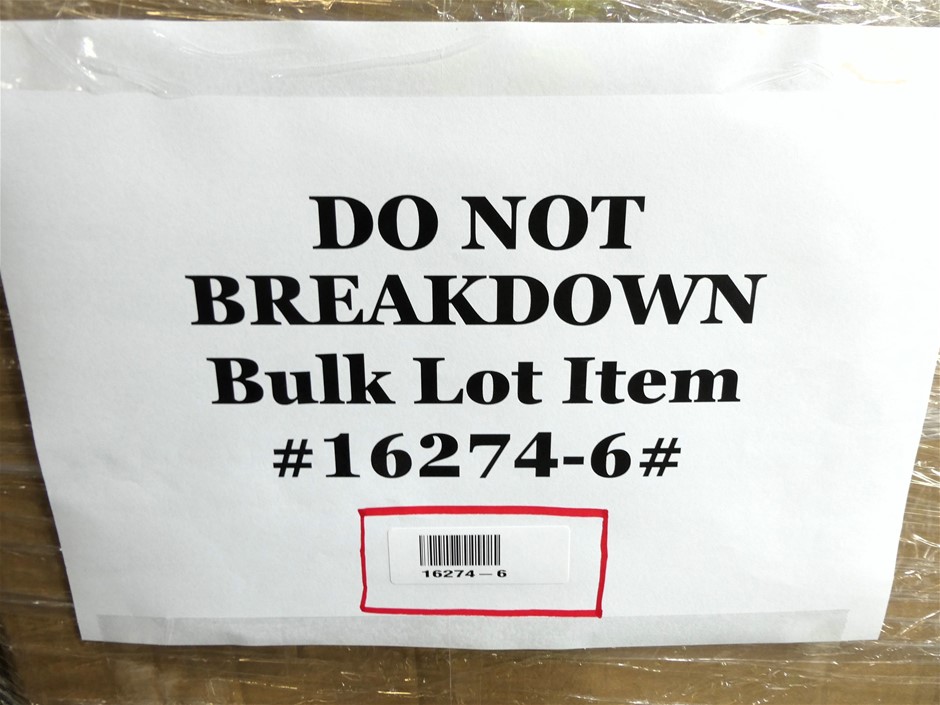 DO NOT
BREAKDOWN
Bulk Lot Item
#16274-6#
16274-6